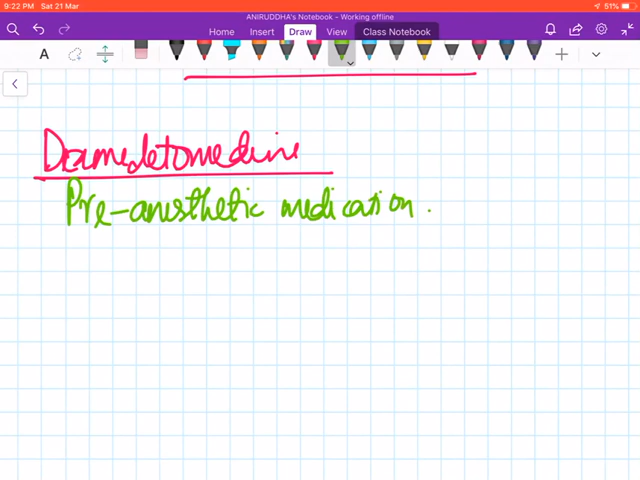 9:22 PM Sat 21 Mar
51%
ANIRUDDHA's Notebook - Working offline
Home Insert Draw View Class Notebook
A
Dexmedetomedine
Pre-anesthetic medication.